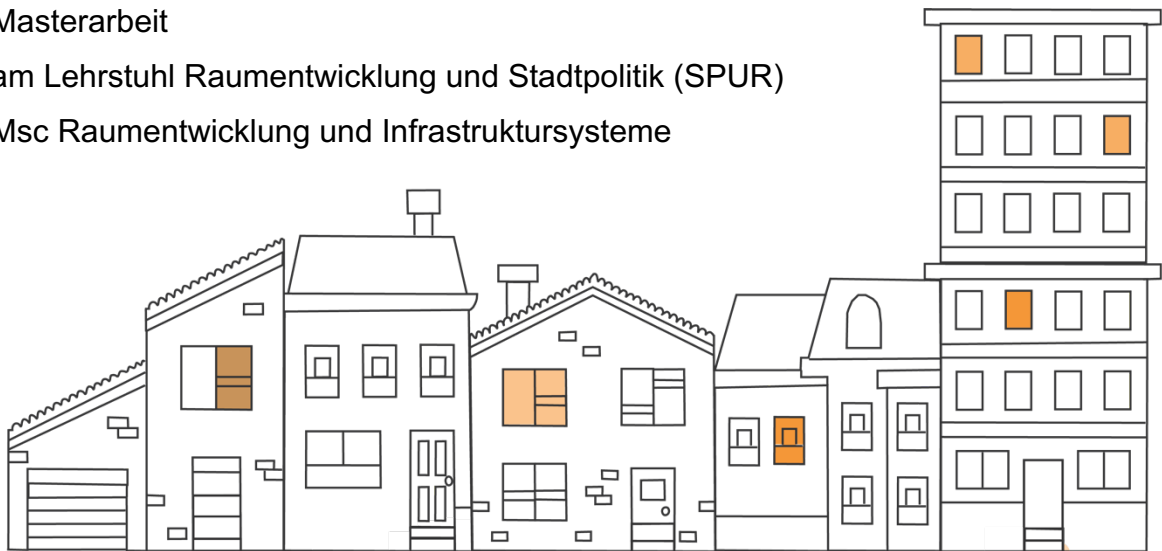 Masterarbeit
am Lehrstuhl Raumentwicklung und Stadtpolitik (SPUR)
Msc Raumentwicklung und Infrastruktursysteme